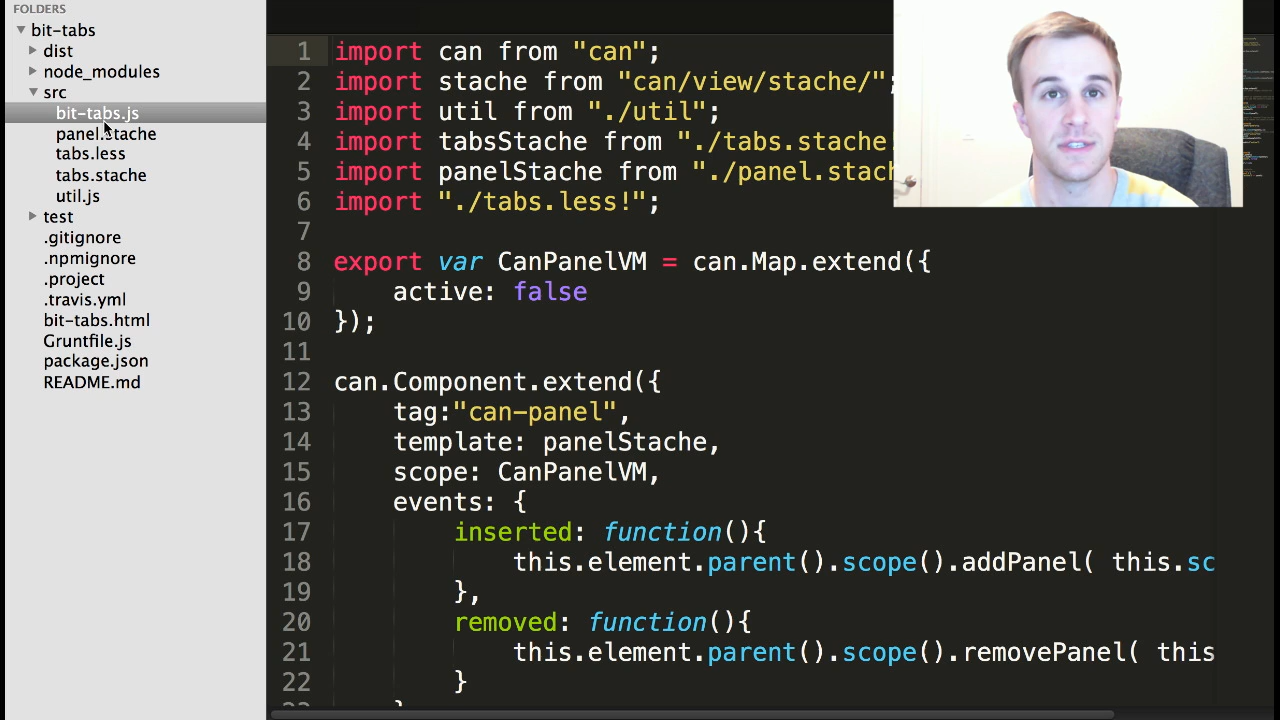 FOLDERS
bit-tabs
dist
node_modules
src
bit-tabs.js
panel.stache
tabs.less
tabs.stache
util.js
test
.gitignore
.npmignore
.project
.travis.yml
bit-tabs.html
Gruntfile.js
package.json
README.md
1 import can from "can";
2 import stache from "can/view/stache/";
3 import util from "./util";
4 import tabsStache from "./tabs.stache!
5 import panelStache from "./panel.stach
6 import "./tabs.less!";
7
8 export var CanPanelVM = can.Map.extend({
9 active: false
10 });
11
12 can.Component.extend({
13 tag:"can-panel",
14 template: panelStache,
15 scope: CanPanelVM,
16 events: {
17 inserted: function(){
18 this.element.parent().scope().addPanel( this.sc
19 },
20 removed: function(){
21 this.element.parent().scope().removePanel( this
22 }